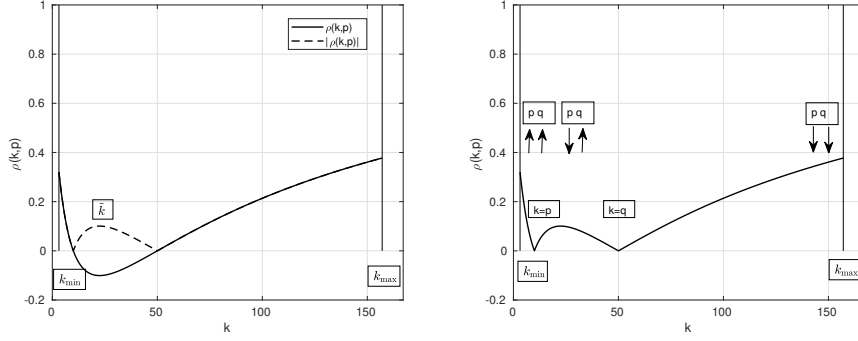 1
0.8
0.6
0.4
0.2
0
-0.2
ρ(k,p)
0
50
100
150
k
ρ(k,p)
|ρ(k,p)|
k̃
k_min
k_max
1
0.8
0.6
0.4
0.2
0
-0.2
ρ(k,p)
0
50
100
150
k
p q
p q
p q
k=p
k=q
k_min
k_max